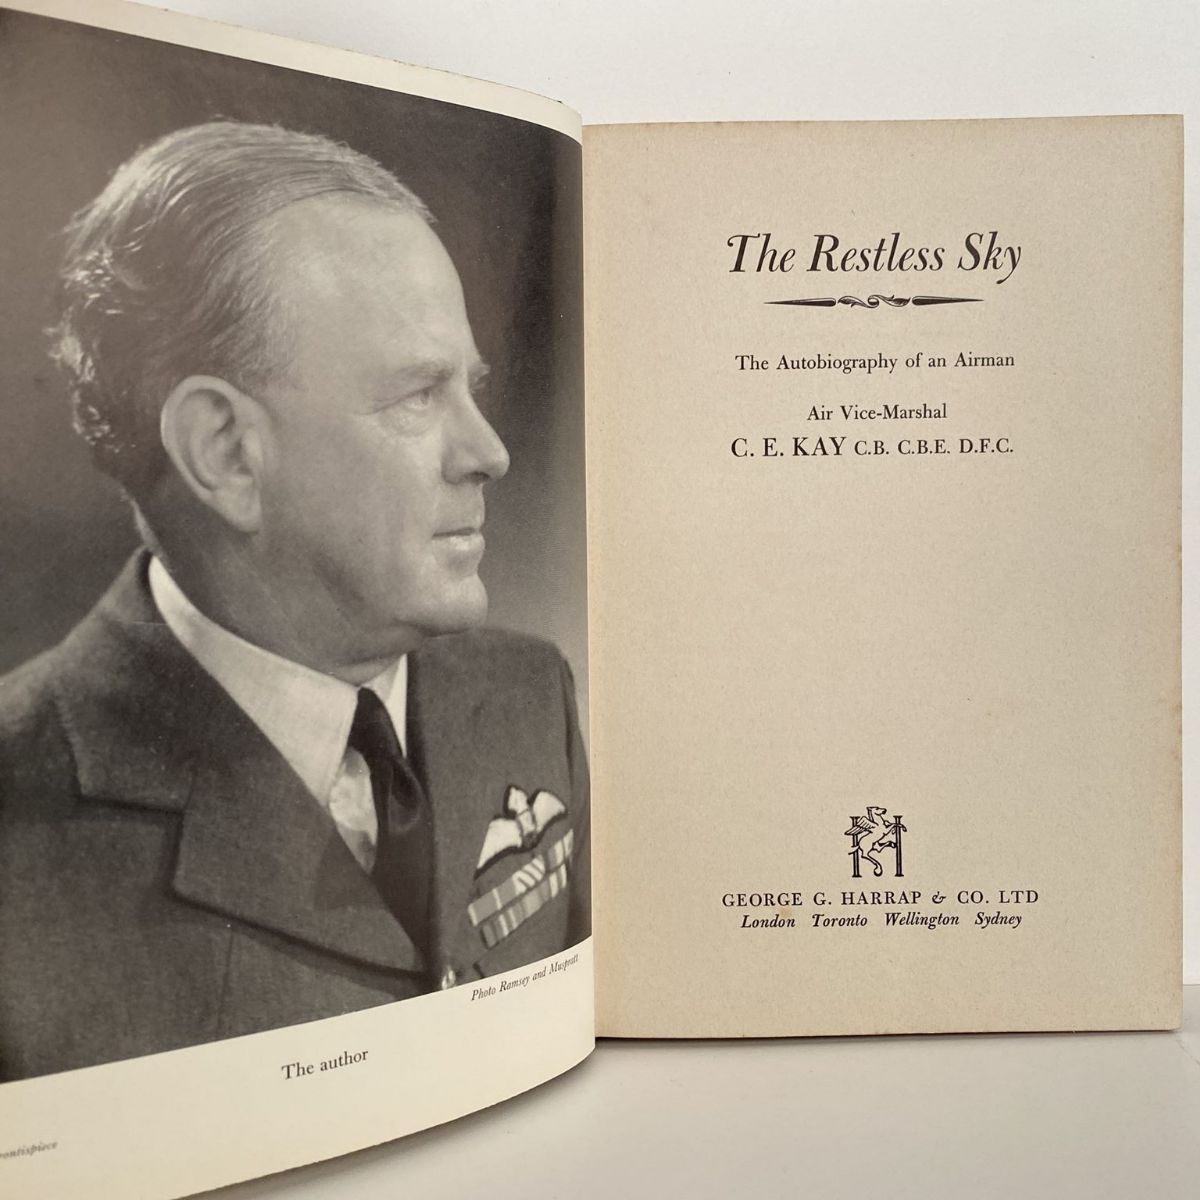 Photo Ramsey and Muspratt
The author
The Restless Sky
The Autobiography of an Airman
Air Vice-Marshal
C. E. KAY C.B. C.B.E. D.F.C.
GEORGE G. HARRAP & CO. LTD
London Toronto Wellington Sydney